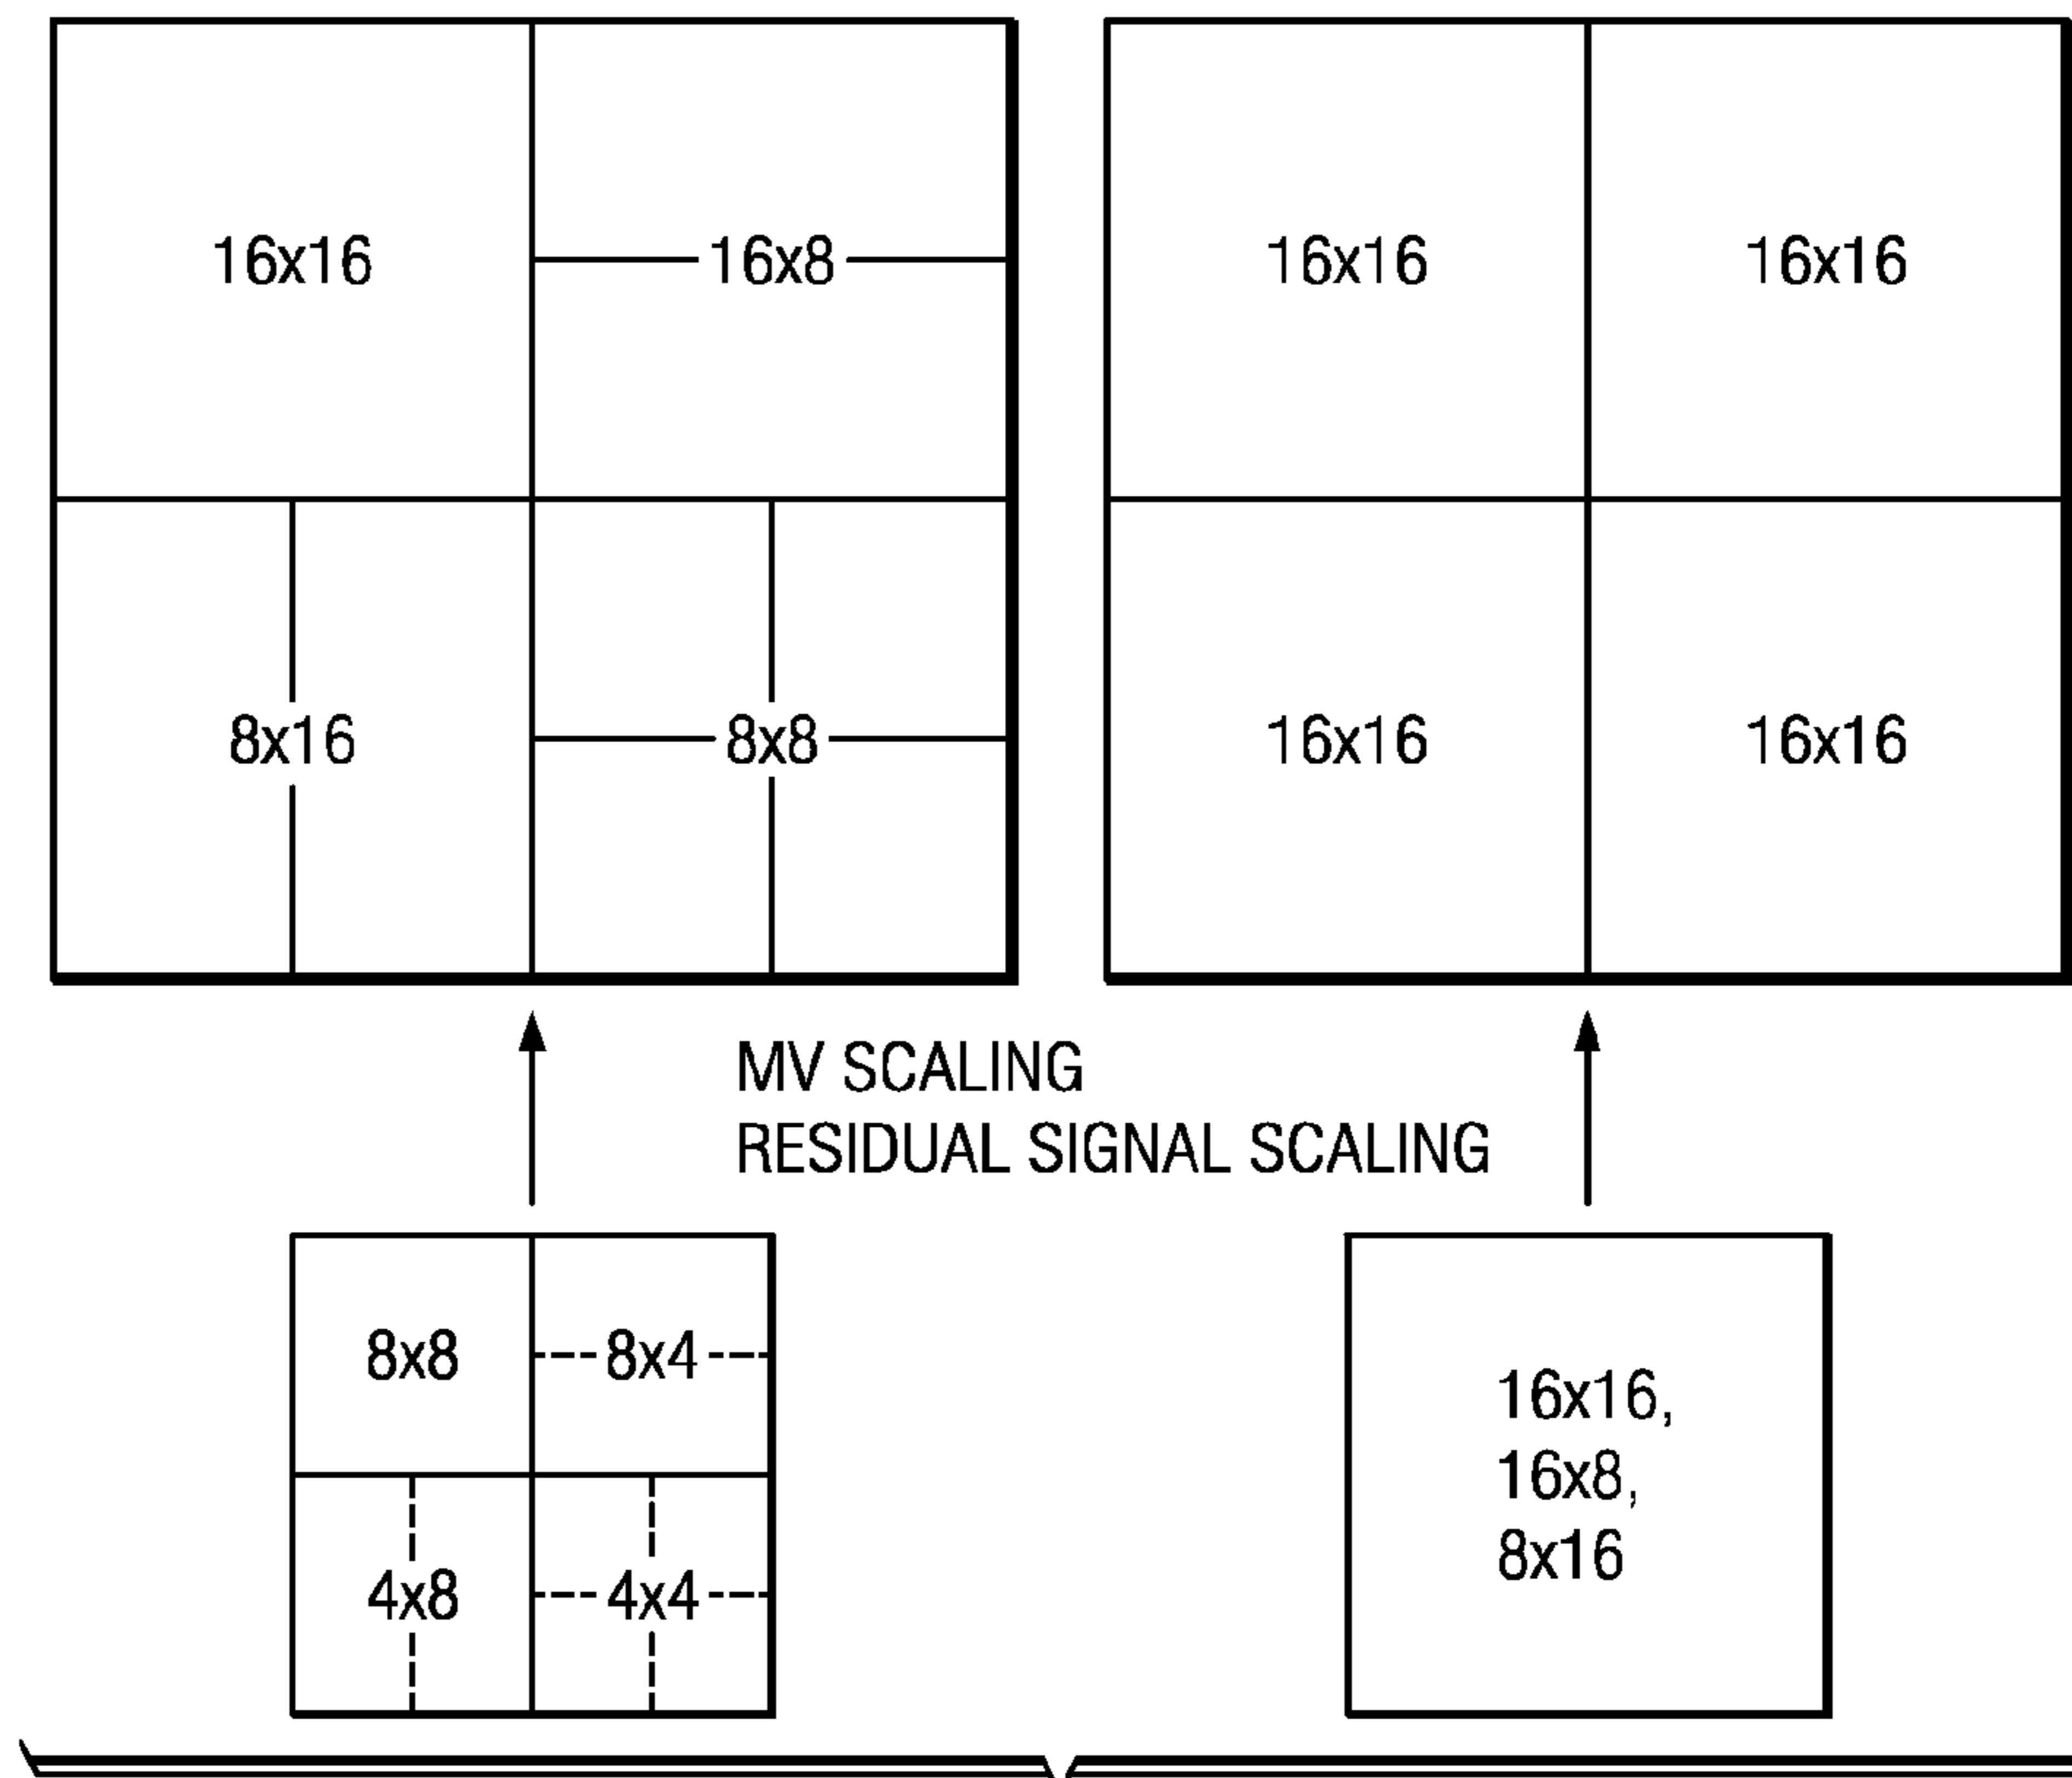 16x16
16x8
16x16
16x16
8x16
8x8
16x16
16x16
MV SCALING
RESIDUAL SIGNAL SCALING
8x8
8x4
4x8
4x4
16x16,
16x8,
8x16